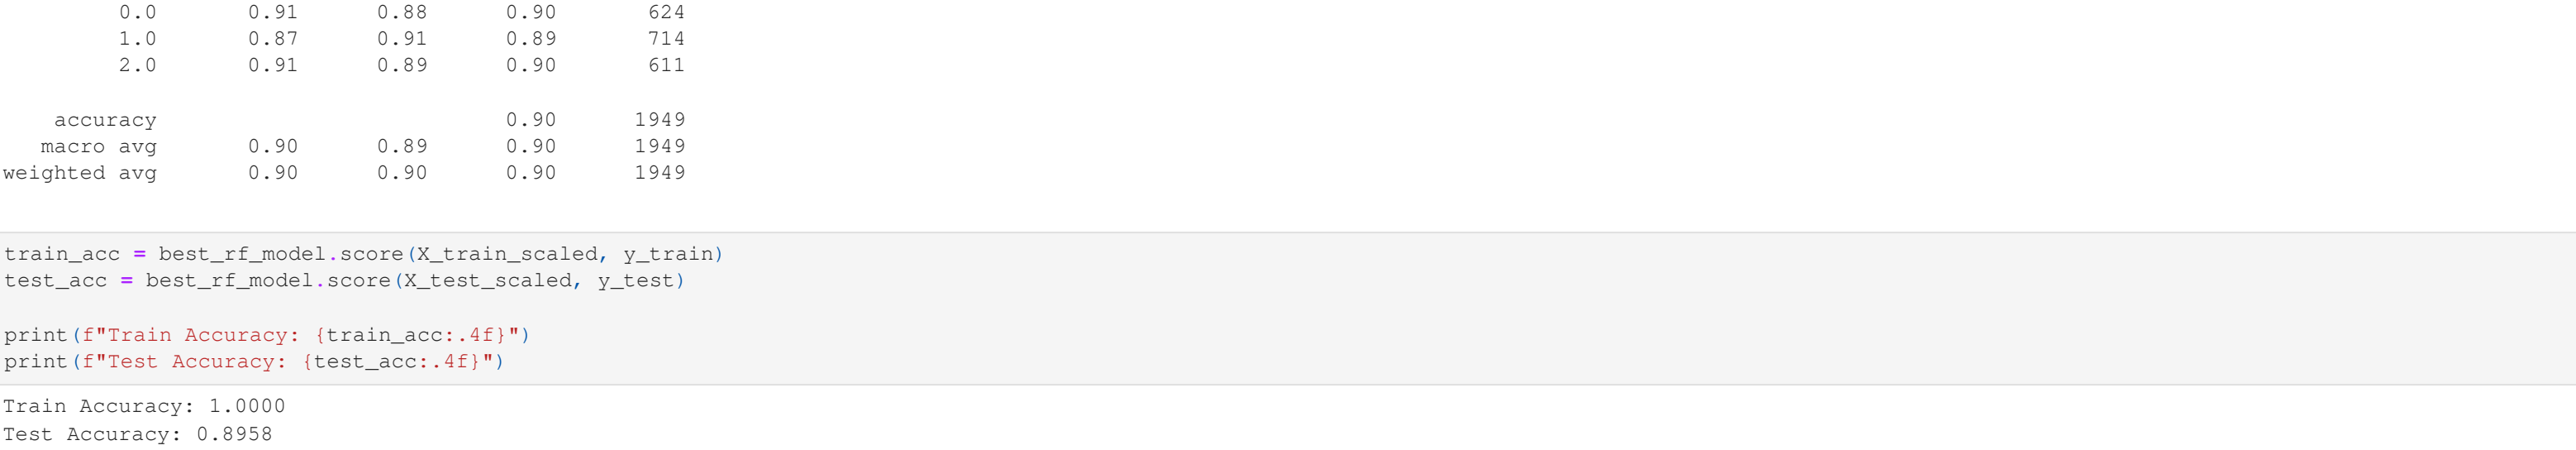 0.0 0.91 0.88 0.90 624
1.0 0.87 0.91 0.89 714
2.0 0.91 0.89 0.90 611
accuracy 0.90 1949
macro avg 0.90 0.89 0.90 1949
weighted avg 0.90 0.90 0.90 1949
train_acc = best_rf_model.score(X_train_scaled, y_train)
test_acc = best_rf_model.score(X_test_scaled, y_test)
print(f"Train Accuracy: {train_acc:.4f}")
print(f"Test Accuracy: {test_acc:.4f}")
Train Accuracy: 1.0000
Test Accuracy: 0.8958